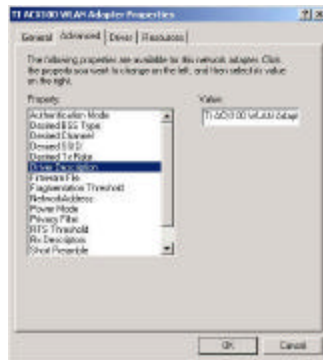 TI ACX100 WLAN Adapter Properties
General Advanced Driver Resources
The following properties are available for this network adapter. Click
the property you want to change on the left, and then select its value
on the right.
Property:
Value:
Authentication Mode
Desired BSS Type
Desired Channel
Desired SSID
Desired Tx Rate
Driver Description
Firmware File
Fragmentation Threshold
NetworkAddress
Power Mode
Privacy Filter
RTS Threshold
Rx Descriptors
Short Preamble
TI ACX100 WLAN Adapt
OK Cancel